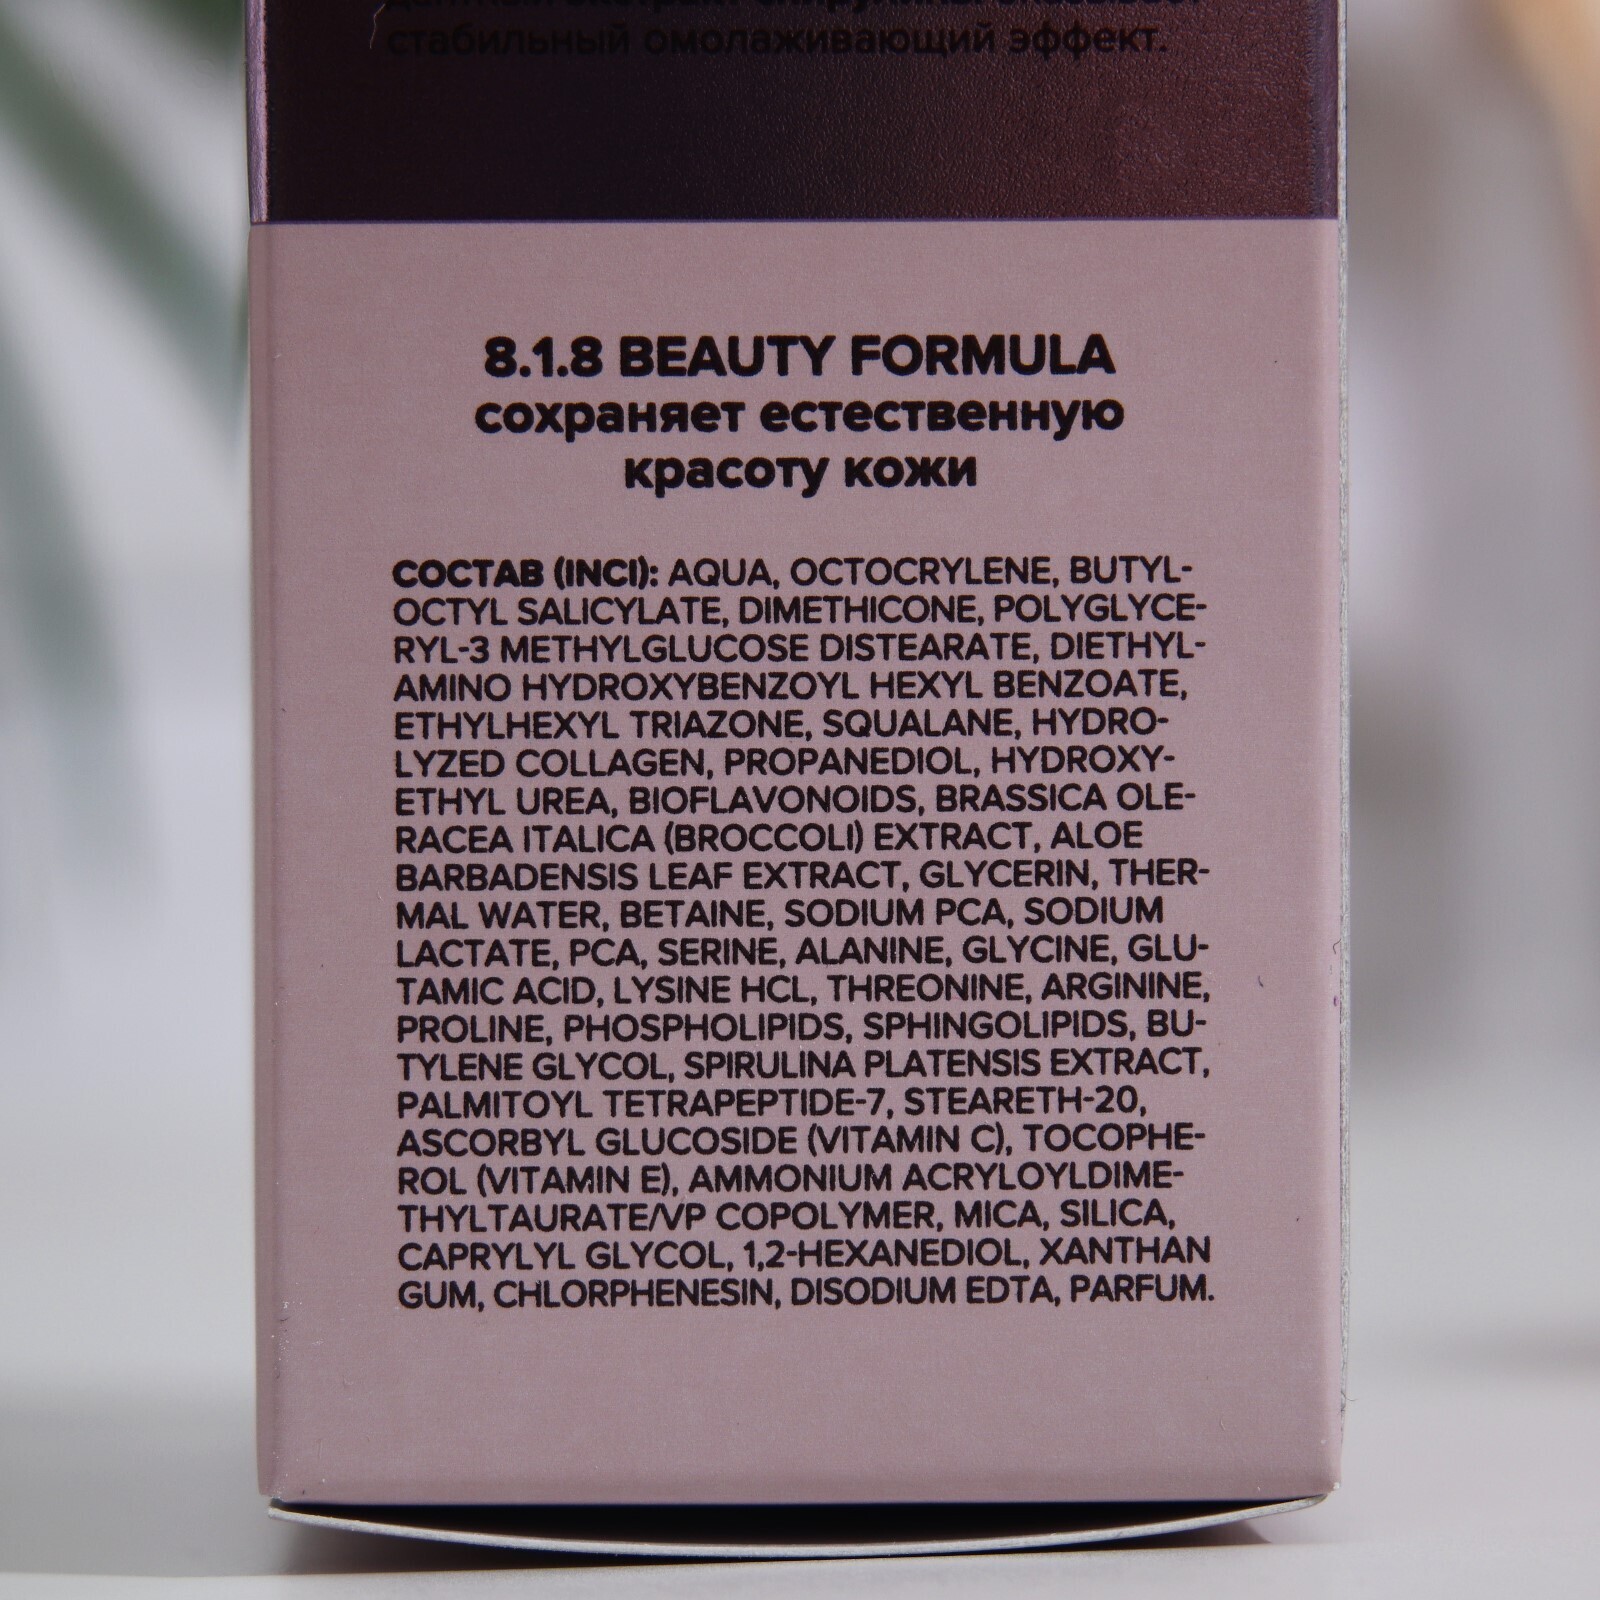 экстракт
стабильный омолаживающий эффект.
8.1.8 BEAUTY FORMULA
сохраняет естественную
красоту кожи
СОСТАВ (INCI): AQUA, OCTOCRYLENE, BUTYL-
OCTYL SALICYLATE, DIMETHICONE, POLYGLYCE-
RYL-3 METHYLGLUCOSE DISTEARATE, DIETHYL-
AMINO HYDROXYBENZOYL HEXYL BENZOATE,
ETHYLHEXYL TRIAZONE, SQUALANE, HYDRO-
LYZED COLLAGEN, PROPANEDIOL, HYDROXY-
ETHYL UREA, BIOFLAVONOIDS, BRASSICA OLE-
RACEA ITALICA (BROCCOLI) EXTRACT, ALOE
BARBADENSIS LEAF EXTRACT, GLYCERIN, THER-
MAL WATER, BETAINE, SODIUM PCA, SODIUM
LACTATE, PCA, SERINE, ALANINE, GLYCINE, GLU-
TAMIC ACID, LYSINE HCL, THREONINE, ARGININE,
PROLINE, PHOSPHOLIPIDS, SPHINGOLIPIDS, BU-
TYLENE GLYCOL, SPIRULINA PLATENSIS EXTRACT,
PALMITOYL TETRAPEPTIDE-7, STEARETH-20,
ASCORBYL GLUCOSIDE (VITAMIN C), TOCOPHE-
ROL (VITAMIN E), AMMONIUM ACRYLOYLDIME-
THYLTAURATE/VP COPOLYMER, MICA, SILICA,
CAPRYLYL GLYCOL, 1,2-HEXANEDIOL, XANTHAN
GUM, CHLORPHENESIN, DISODIUM EDTA, PARFUM.